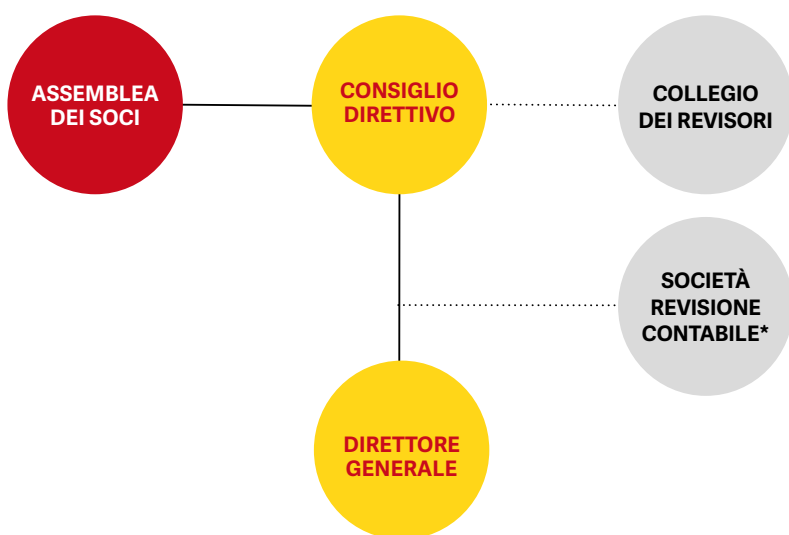 ASSEMBLEA
DEI SOCI
CONSIGLIO
DIRETTIVO
COLLEGIO
DEI REVISORI
SOCIETÀ
REVISIONE
CONTABILE*
DIRETTORE
GENERALE